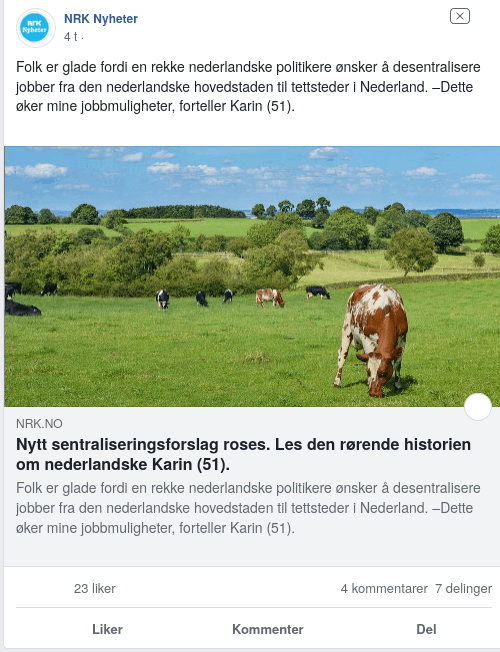 NRK
Nyheter
NRK Nyheter
4 t ·
Folk er glade fordi en rekke nederlandske politikere ønsker å desentralisere
jobber fra den nederlandske hovedstaden til tettsteder i Nederland. –Dette
øker mine jobbmuligheter, forteller Karin (51).
NRK.NO
Nytt sentraliseringsforslag roses. Les den rørende historien
om nederlandske Karin (51).
Folk er glade fordi en rekke nederlandske politikere ønsker å desentralisere
jobber fra den nederlandske hovedstaden til tettsteder i Nederland. –Dette
øker mine jobbmuligheter, forteller Karin (51).
23 liker 4 kommentarer 7 delinger
Liker Kommenter Del